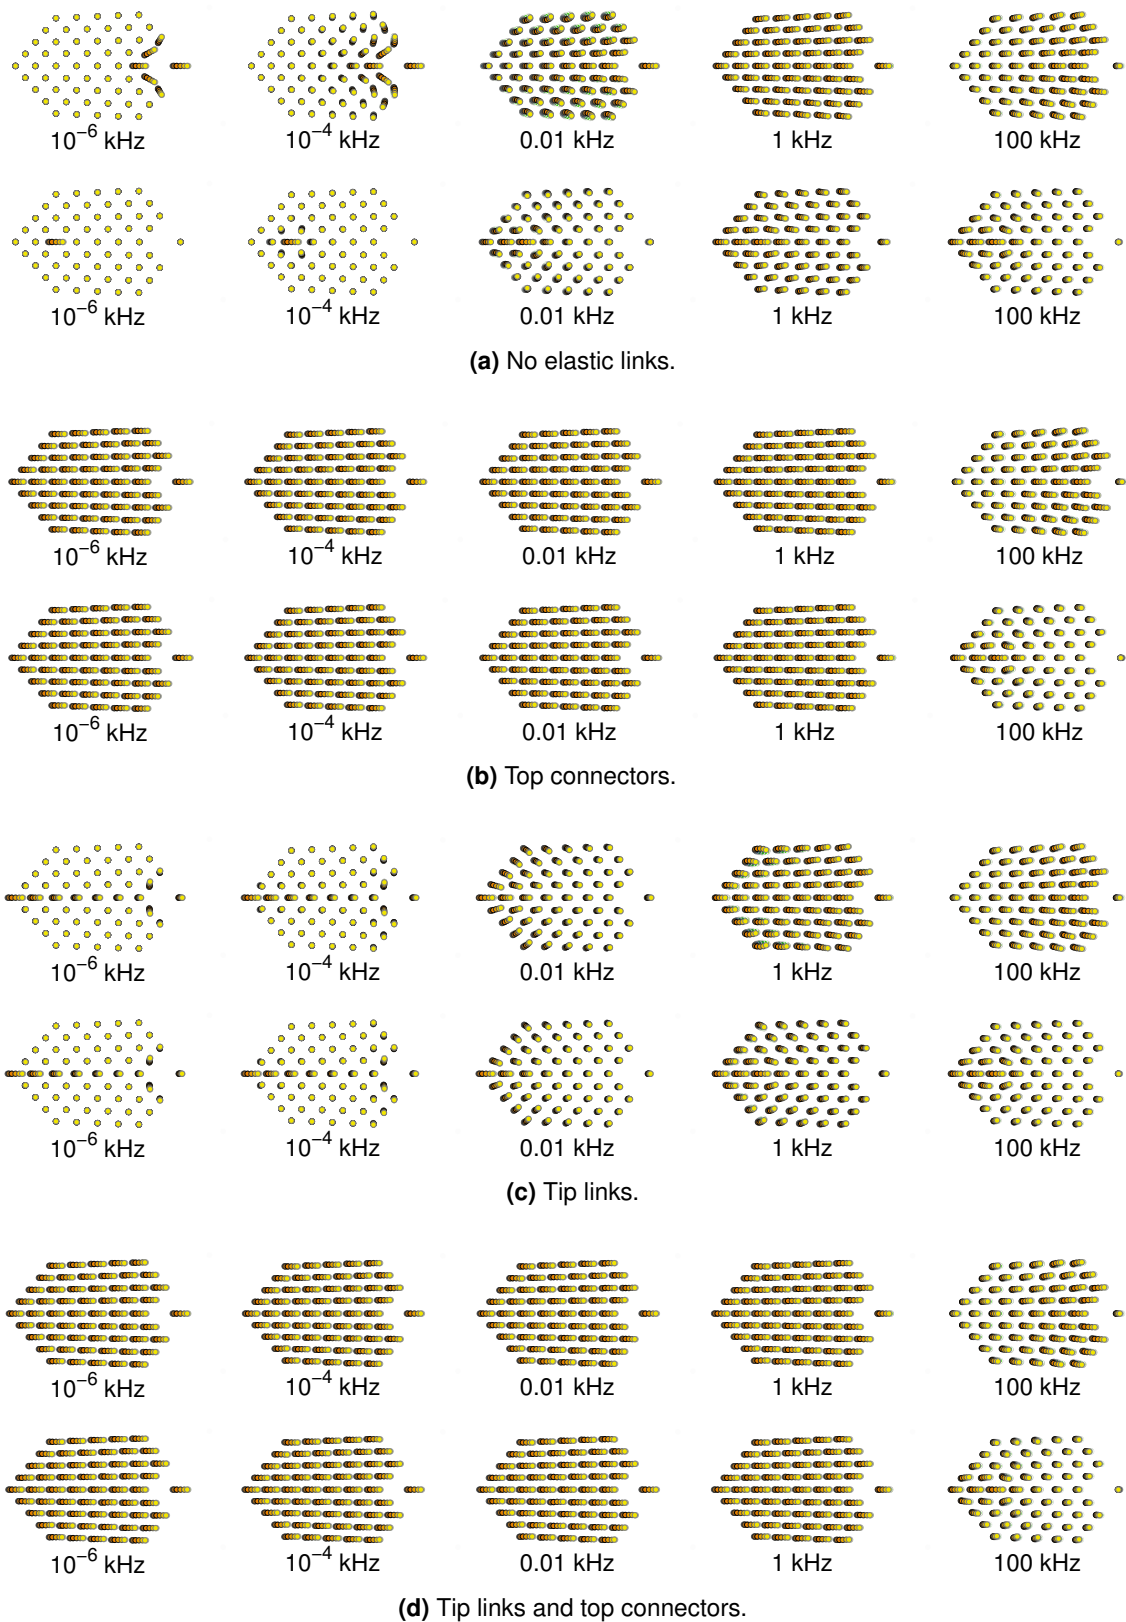 10⁻⁶ kHz 10⁻⁴ kHz 0.01 kHz 1 kHz 100 kHz
10⁻⁶ kHz 10⁻⁴ kHz 0.01 kHz 1 kHz 100 kHz
(a) No elastic links.
10⁻⁶ kHz 10⁻⁴ kHz 0.01 kHz 1 kHz 100 kHz
10⁻⁶ kHz 10⁻⁴ kHz 0.01 kHz 1 kHz 100 kHz
(b) Top connectors.
10⁻⁶ kHz 10⁻⁴ kHz 0.01 kHz 1 kHz 100 kHz
10⁻⁶ kHz 10⁻⁴ kHz 0.01 kHz 1 kHz 100 kHz
(c) Tip links.
10⁻⁶ kHz 10⁻⁴ kHz 0.01 kHz 1 kHz 100 kHz
10⁻⁶ kHz 10⁻⁴ kHz 0.01 kHz 1 kHz 100 kHz
(d) Tip links and top connectors.